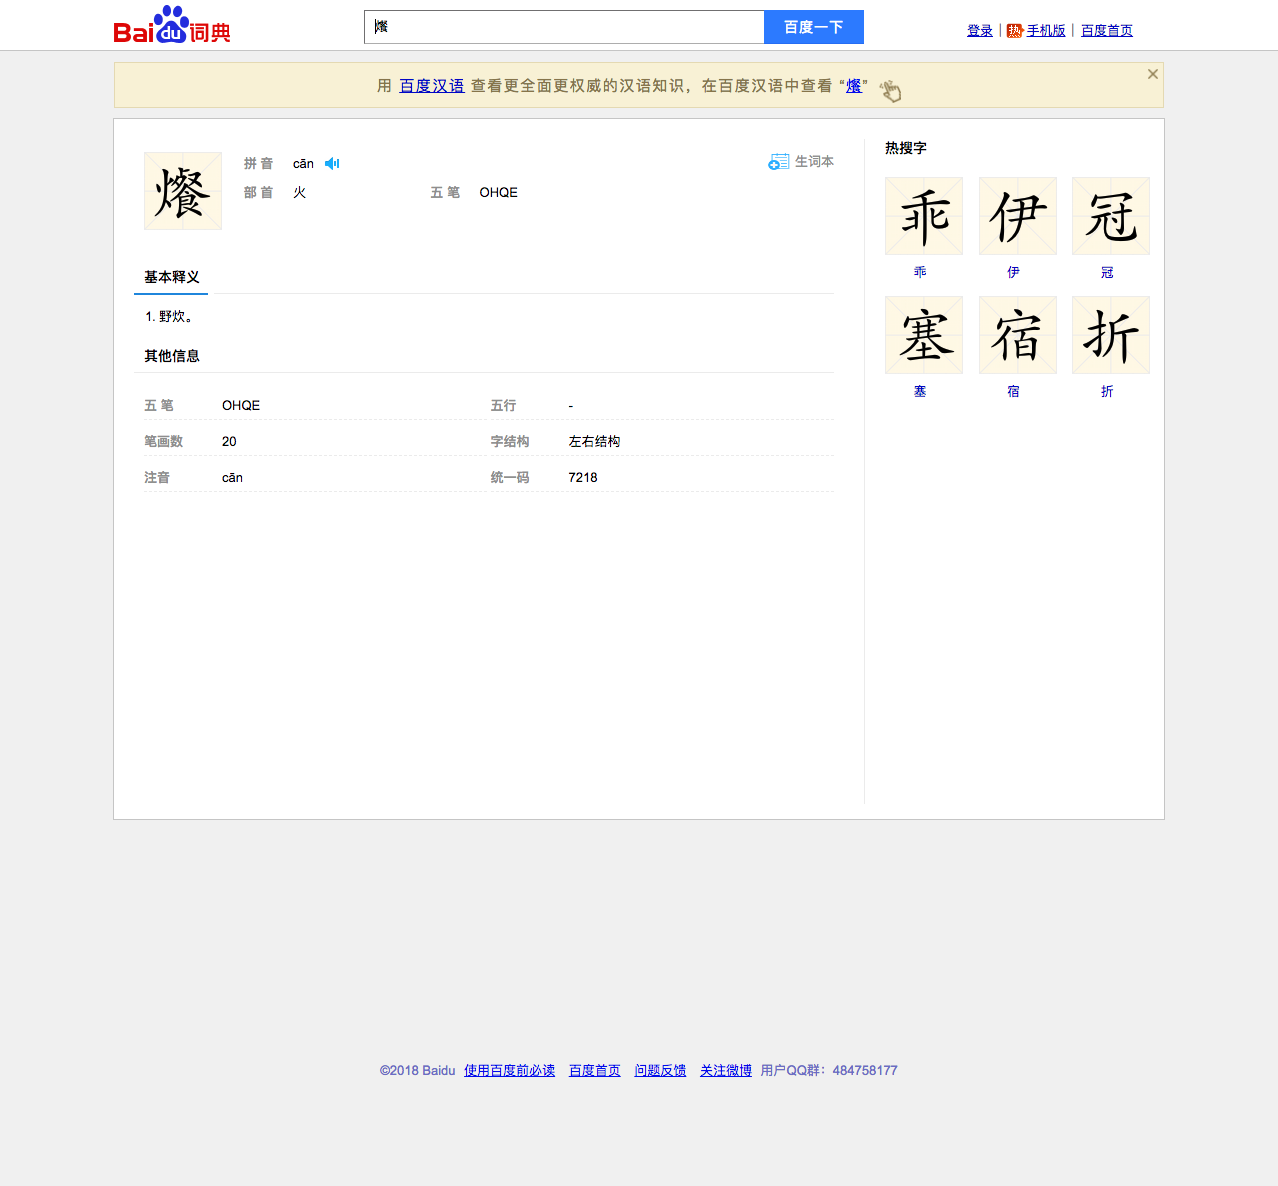 Baidu词典
㸑
百度一下
登录 | 热 手机版 | 百度首页
用 百度汉语 查看更全面更权威的汉语知识，在百度汉语中查看 “爘”
爘
拼 音 cān
生词本
部 首 火 五 笔 OHQE
基本释义
1. 野炊。
其他信息
五 笔 OHQE 五行 -
笔画数 20 字结构 左右结构
注音 cān 统一码 7218
热搜字
乖 伊 冠
乖 伊 冠
塞 宿 折
塞 宿 折
©2018 Baidu 使用百度前必读 百度首页 问题反馈 关注微博 用户QQ群：484758177